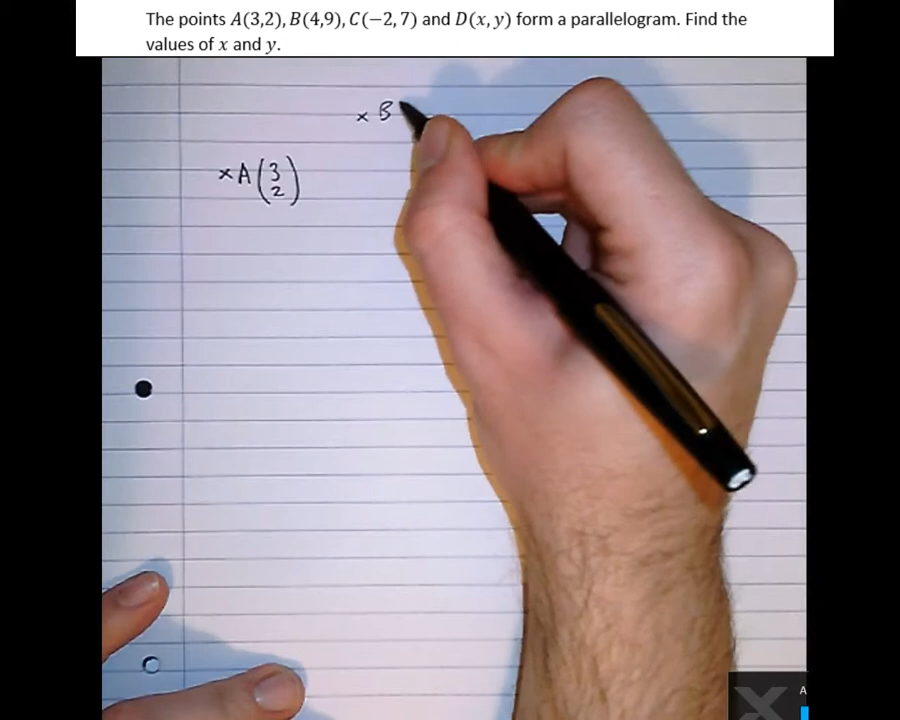 The points A(3,2), B(4,9), C(−2, 7) and D(x, y) form a parallelogram. Find the
values of x and y.
× B
× A (3 2)
A